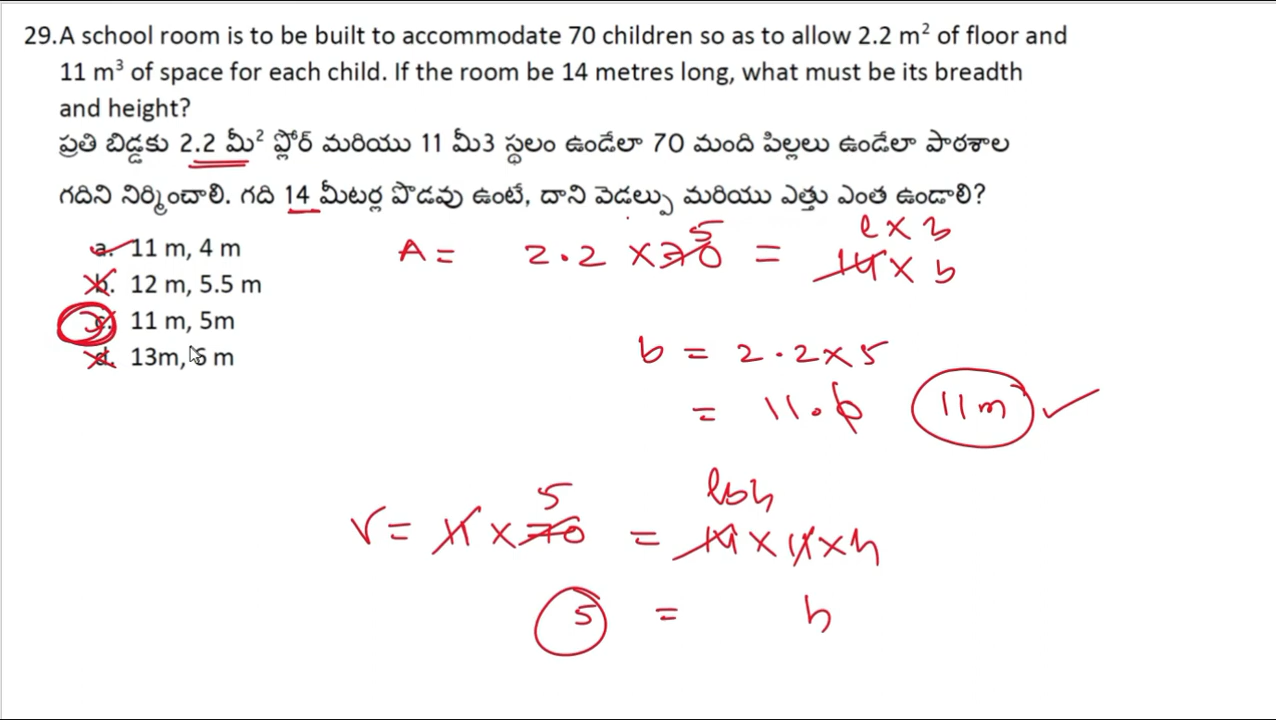 29.A school room is to be built to accommodate 70 children so as to allow 2.2 m² of floor and
11 m³ of space for each child. If the room be 14 metres long, what must be its breadth
and height?
ప్రతి బిడ్డకు 2.2 మీ² ఫ్లోర్ మరియు 11 మీ3 స్థలం ఉండేలా 70 మంది పిల్లలు ఉండేలా పాఠశాల
గదిని నిర్మించాలి. గది 14 మీటర్ల పొడవు ఉంటే, దాని వెడల్పు మరియు ఎత్తు ఎంత ఉండాలి?
a. 11 m, 4 m
b. 12 m, 5.5 m
c. 11 m, 5m
d. 13m, 6 m
5 l × b
A = 2.2 × 70 = 14 × b
b = 2.2 × 5
= 11.0 11 m
5 lbh
V = 11 × 70 = 14 × 11 × h
5 = h